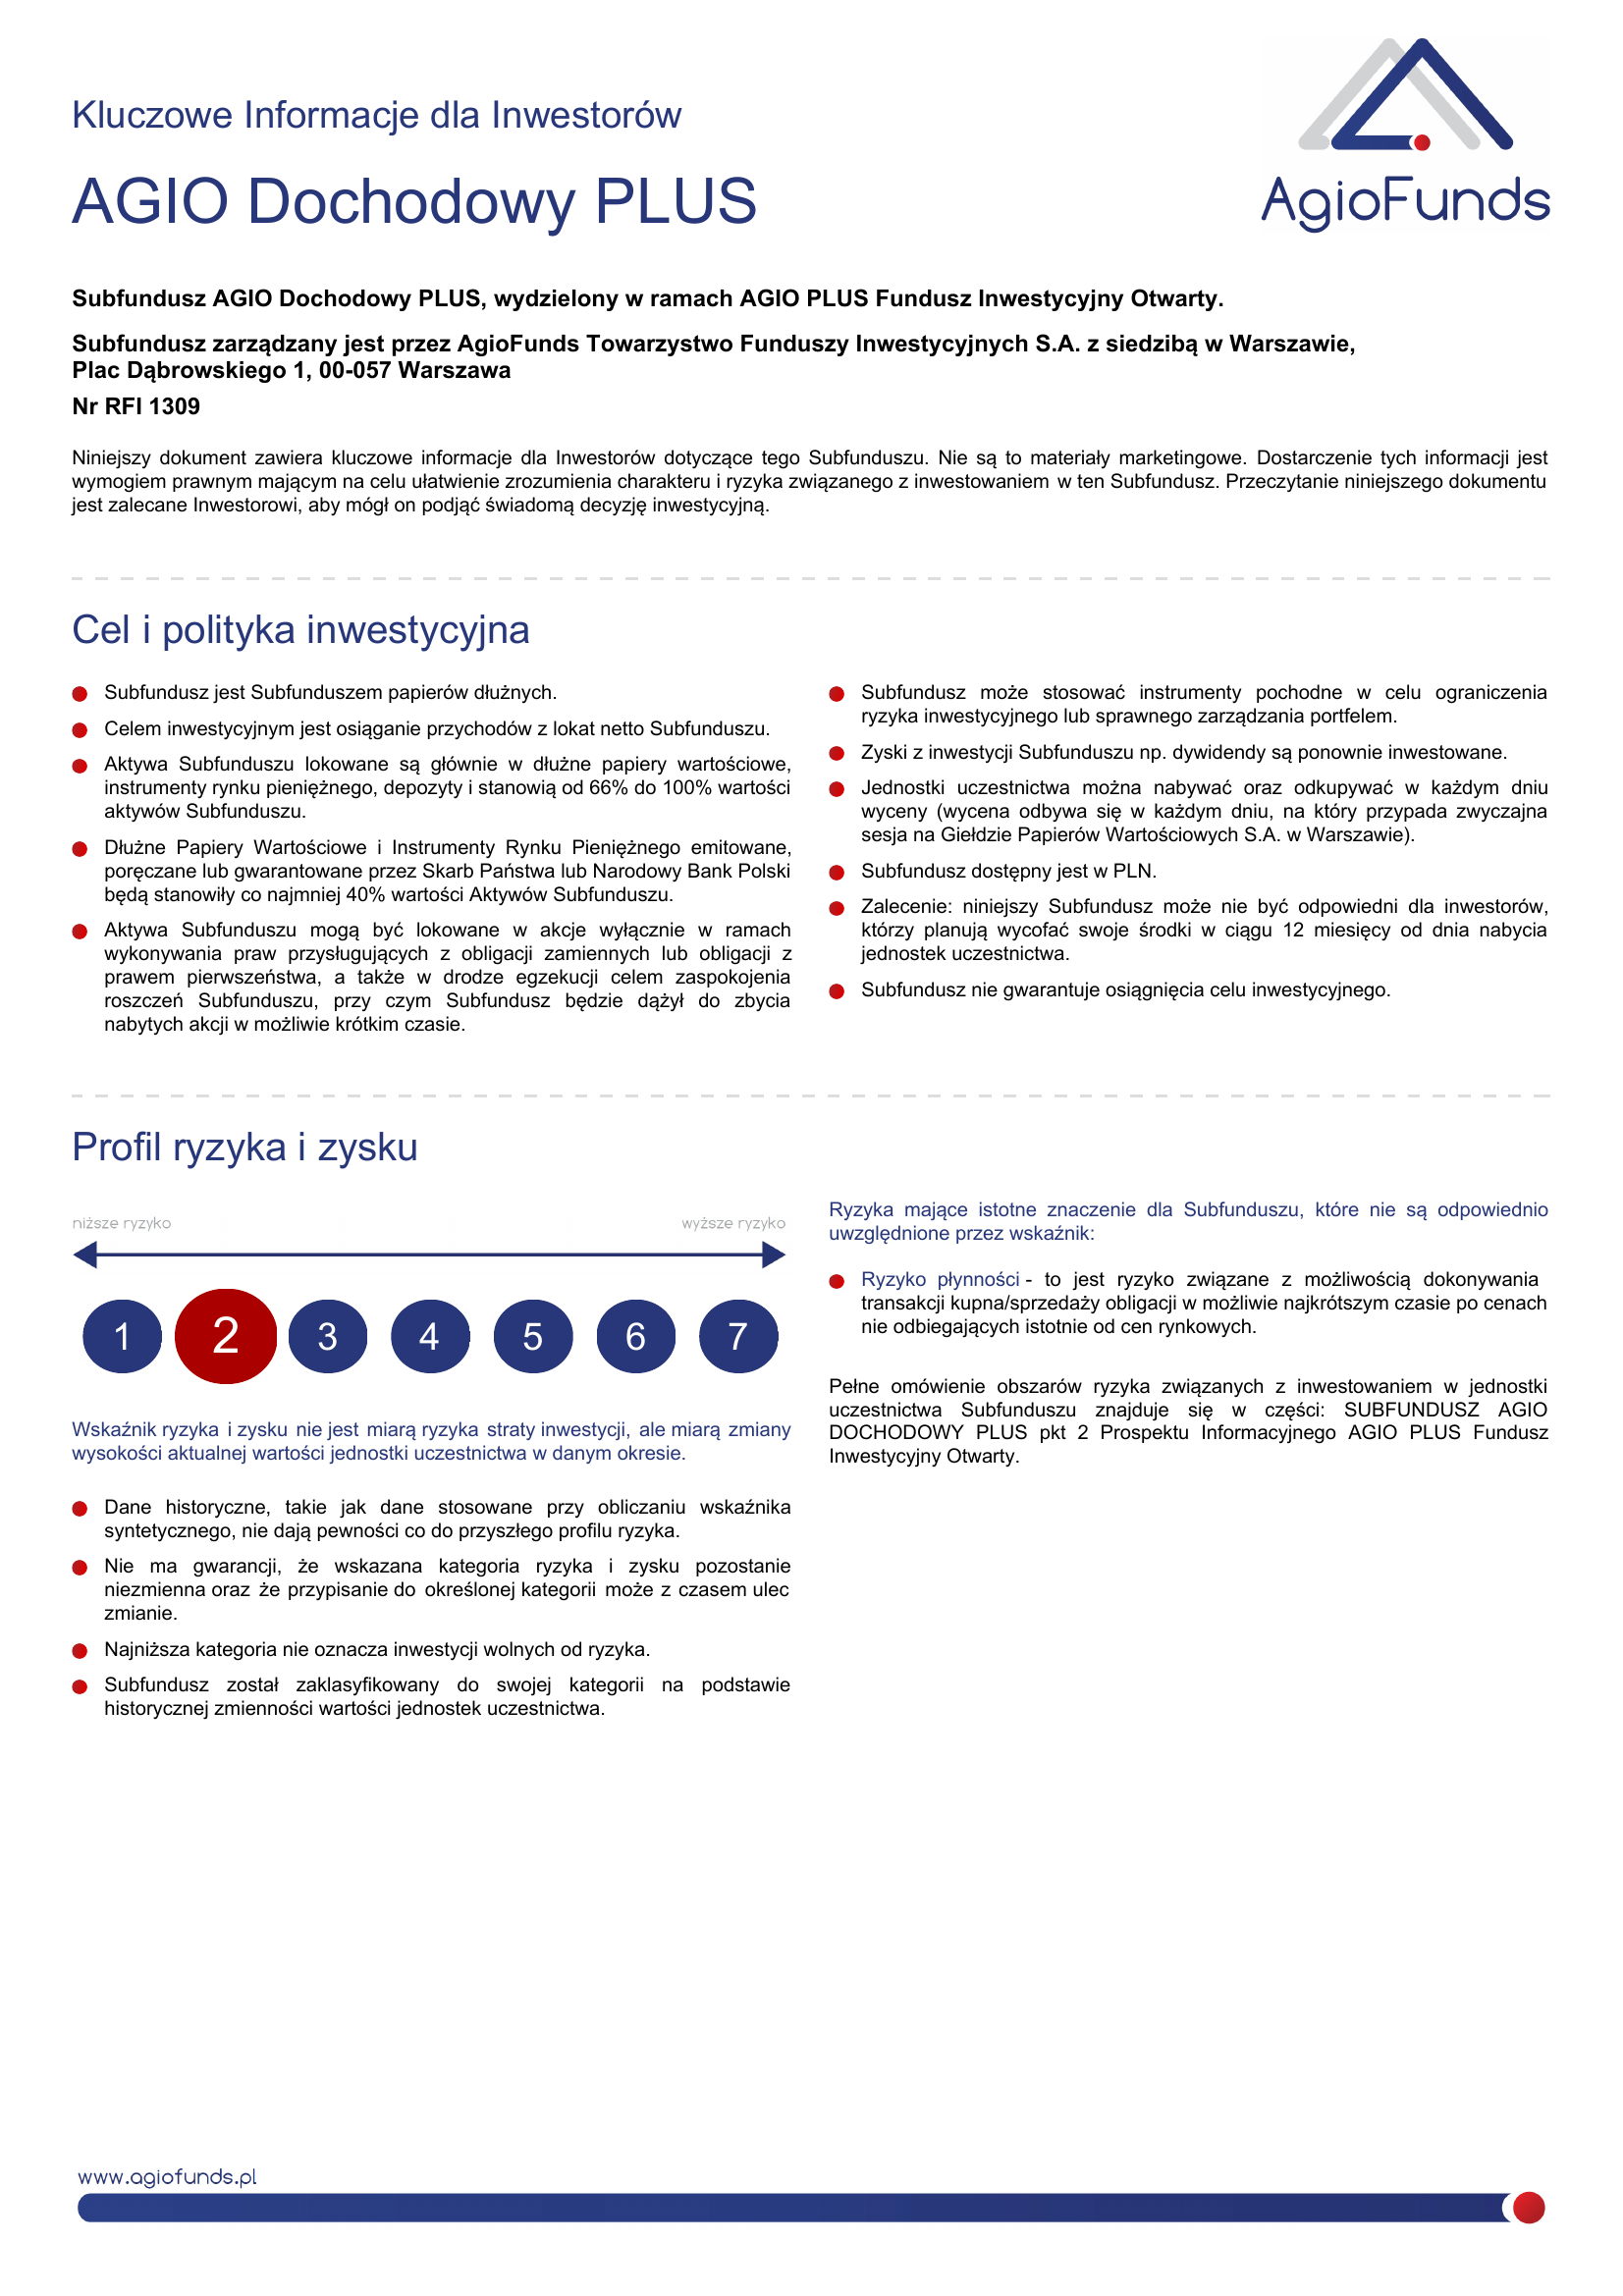 Kluczowe Informacje dla Inwestorów
AGIO Dochodowy PLUS
AgioFunds
Subfundusz AGIO Dochodowy PLUS, wydzielony w ramach AGIO PLUS Fundusz Inwestycyjny Otwarty.
Subfundusz zarządzany jest przez AgioFunds Towarzystwo Funduszy Inwestycyjnych S.A. z siedzibą w Warszawie,
Plac Dąbrowskiego 1, 00-057 Warszawa
Nr RFI 1309
Niniejszy dokument zawiera kluczowe informacje dla Inwestorów dotyczące tego Subfunduszu. Nie są to materiały marketingowe. Dostarczenie tych informacji jest
wymogiem prawnym mającym na celu ułatwienie zrozumienia charakteru i ryzyka związanego z inwestowaniem w ten Subfundusz. Przeczytanie niniejszego dokumentu
jest zalecane Inwestorowi, aby mógł on podjąć świadomą decyzję inwestycyjną.
Cel i polityka inwestycyjna
Subfundusz jest Subfunduszem papierów dłużnych.
Celem inwestycyjnym jest osiąganie przychodów z lokat netto Subfunduszu.
Aktywa Subfunduszu lokowane są głównie w dłużne papiery wartościowe,
instrumenty rynku pieniężnego, depozyty i stanowią od 66% do 100% wartości
aktywów Subfunduszu.
Dłużne Papiery Wartościowe i Instrumenty Rynku Pieniężnego emitowane,
poręczane lub gwarantowane przez Skarb Państwa lub Narodowy Bank Polski
będą stanowiły co najmniej 40% wartości Aktywów Subfunduszu.
Aktywa Subfunduszu mogą być lokowane w akcje wyłącznie w ramach
wykonywania praw przysługujących z obligacji zamiennych lub obligacji z
prawem pierwszeństwa, a także w drodze egzekucji celem zaspokojenia
roszczeń Subfunduszu, przy czym Subfundusz będzie dążył do zbycia
nabytych akcji w możliwie krótkim czasie.
Subfundusz może stosować instrumenty pochodne w celu ograniczenia
ryzyka inwestycyjnego lub sprawnego zarządzania portfelem.
Zyski z inwestycji Subfunduszu np. dywidendy są ponownie inwestowane.
Jednostki uczestnictwa można nabywać oraz odkupywać w każdym dniu
wyceny (wycena odbywa się w każdym dniu, na który przypada zwyczajna
sesja na Giełdzie Papierów Wartościowych S.A. w Warszawie).
Subfundusz dostępny jest w PLN.
Zalecenie: niniejszy Subfundusz może nie być odpowiedni dla inwestorów,
którzy planują wycofać swoje środki w ciągu 12 miesięcy od dnia nabycia
jednostek uczestnictwa.
Subfundusz nie gwarantuje osiągnięcia celu inwestycyjnego.
Profil ryzyka i zysku
niższe ryzyko wyższe ryzyko
1 2 3 4 5 6 7
Wskaźnik ryzyka i zysku nie jest miarą ryzyka straty inwestycji, ale miarą zmiany
wysokości aktualnej wartości jednostki uczestnictwa w danym okresie.
Dane historyczne, takie jak dane stosowane przy obliczaniu wskaźnika
syntetycznego, nie dają pewności co do przyszłego profilu ryzyka.
Nie ma gwarancji, że wskazana kategoria ryzyka i zysku pozostanie
niezmienna oraz że przypisanie do określonej kategorii może z czasem ulec
zmianie.
Najniższa kategoria nie oznacza inwestycji wolnych od ryzyka.
Subfundusz został zaklasyfikowany do swojej kategorii na podstawie
historycznej zmienności wartości jednostek uczestnictwa.
Ryzyka mające istotne znaczenie dla Subfunduszu, które nie są odpowiednio
uwzględnione przez wskaźnik:
Ryzyko płynności - to jest ryzyko związane z możliwością dokonywania
transakcji kupna/sprzedaży obligacji w możliwie najkrótszym czasie po cenach
nie odbiegających istotnie od cen rynkowych.
Pełne omówienie obszarów ryzyka związanych z inwestowaniem w jednostki
uczestnictwa Subfunduszu znajduje się w części: SUBFUNDUSZ AGIO
DOCHODOWY PLUS pkt 2 Prospektu Informacyjnego AGIO PLUS Fundusz
Inwestycyjny Otwarty.
www.agiofunds.pl